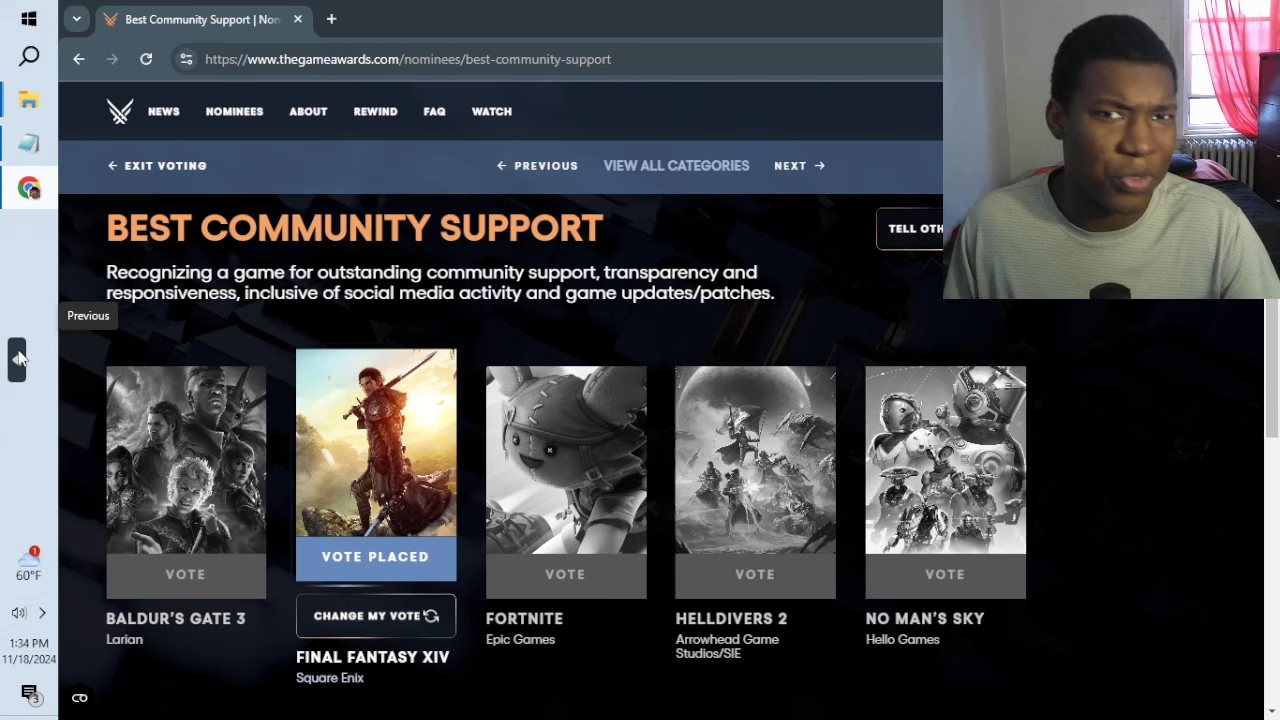 Best Community Support | Nom
https://www.thegameawards.com/nominees/best-community-support
NEWS NOMINEES ABOUT REWIND FAQ WATCH
← EXIT VOTING ← PREVIOUS VIEW ALL CATEGORIES NEXT →
BEST COMMUNITY SUPPORT
TELL OTH
Recognizing a game for outstanding community support, transparency and
responsiveness, inclusive of social media activity and game updates/patches.
Previous
VOTE PLACED
VOTE VOTE VOTE VOTE
CHANGE MY VOTE
BALDUR'S GATE 3
Larian
FINAL FANTASY XIV
Square Enix
FORTNITE
Epic Games
HELLDIVERS 2
Arrowhead Game
Studios/SIE
NO MAN'S SKY
Hello Games
1
60°F
1:34 PM
11/18/2024
3